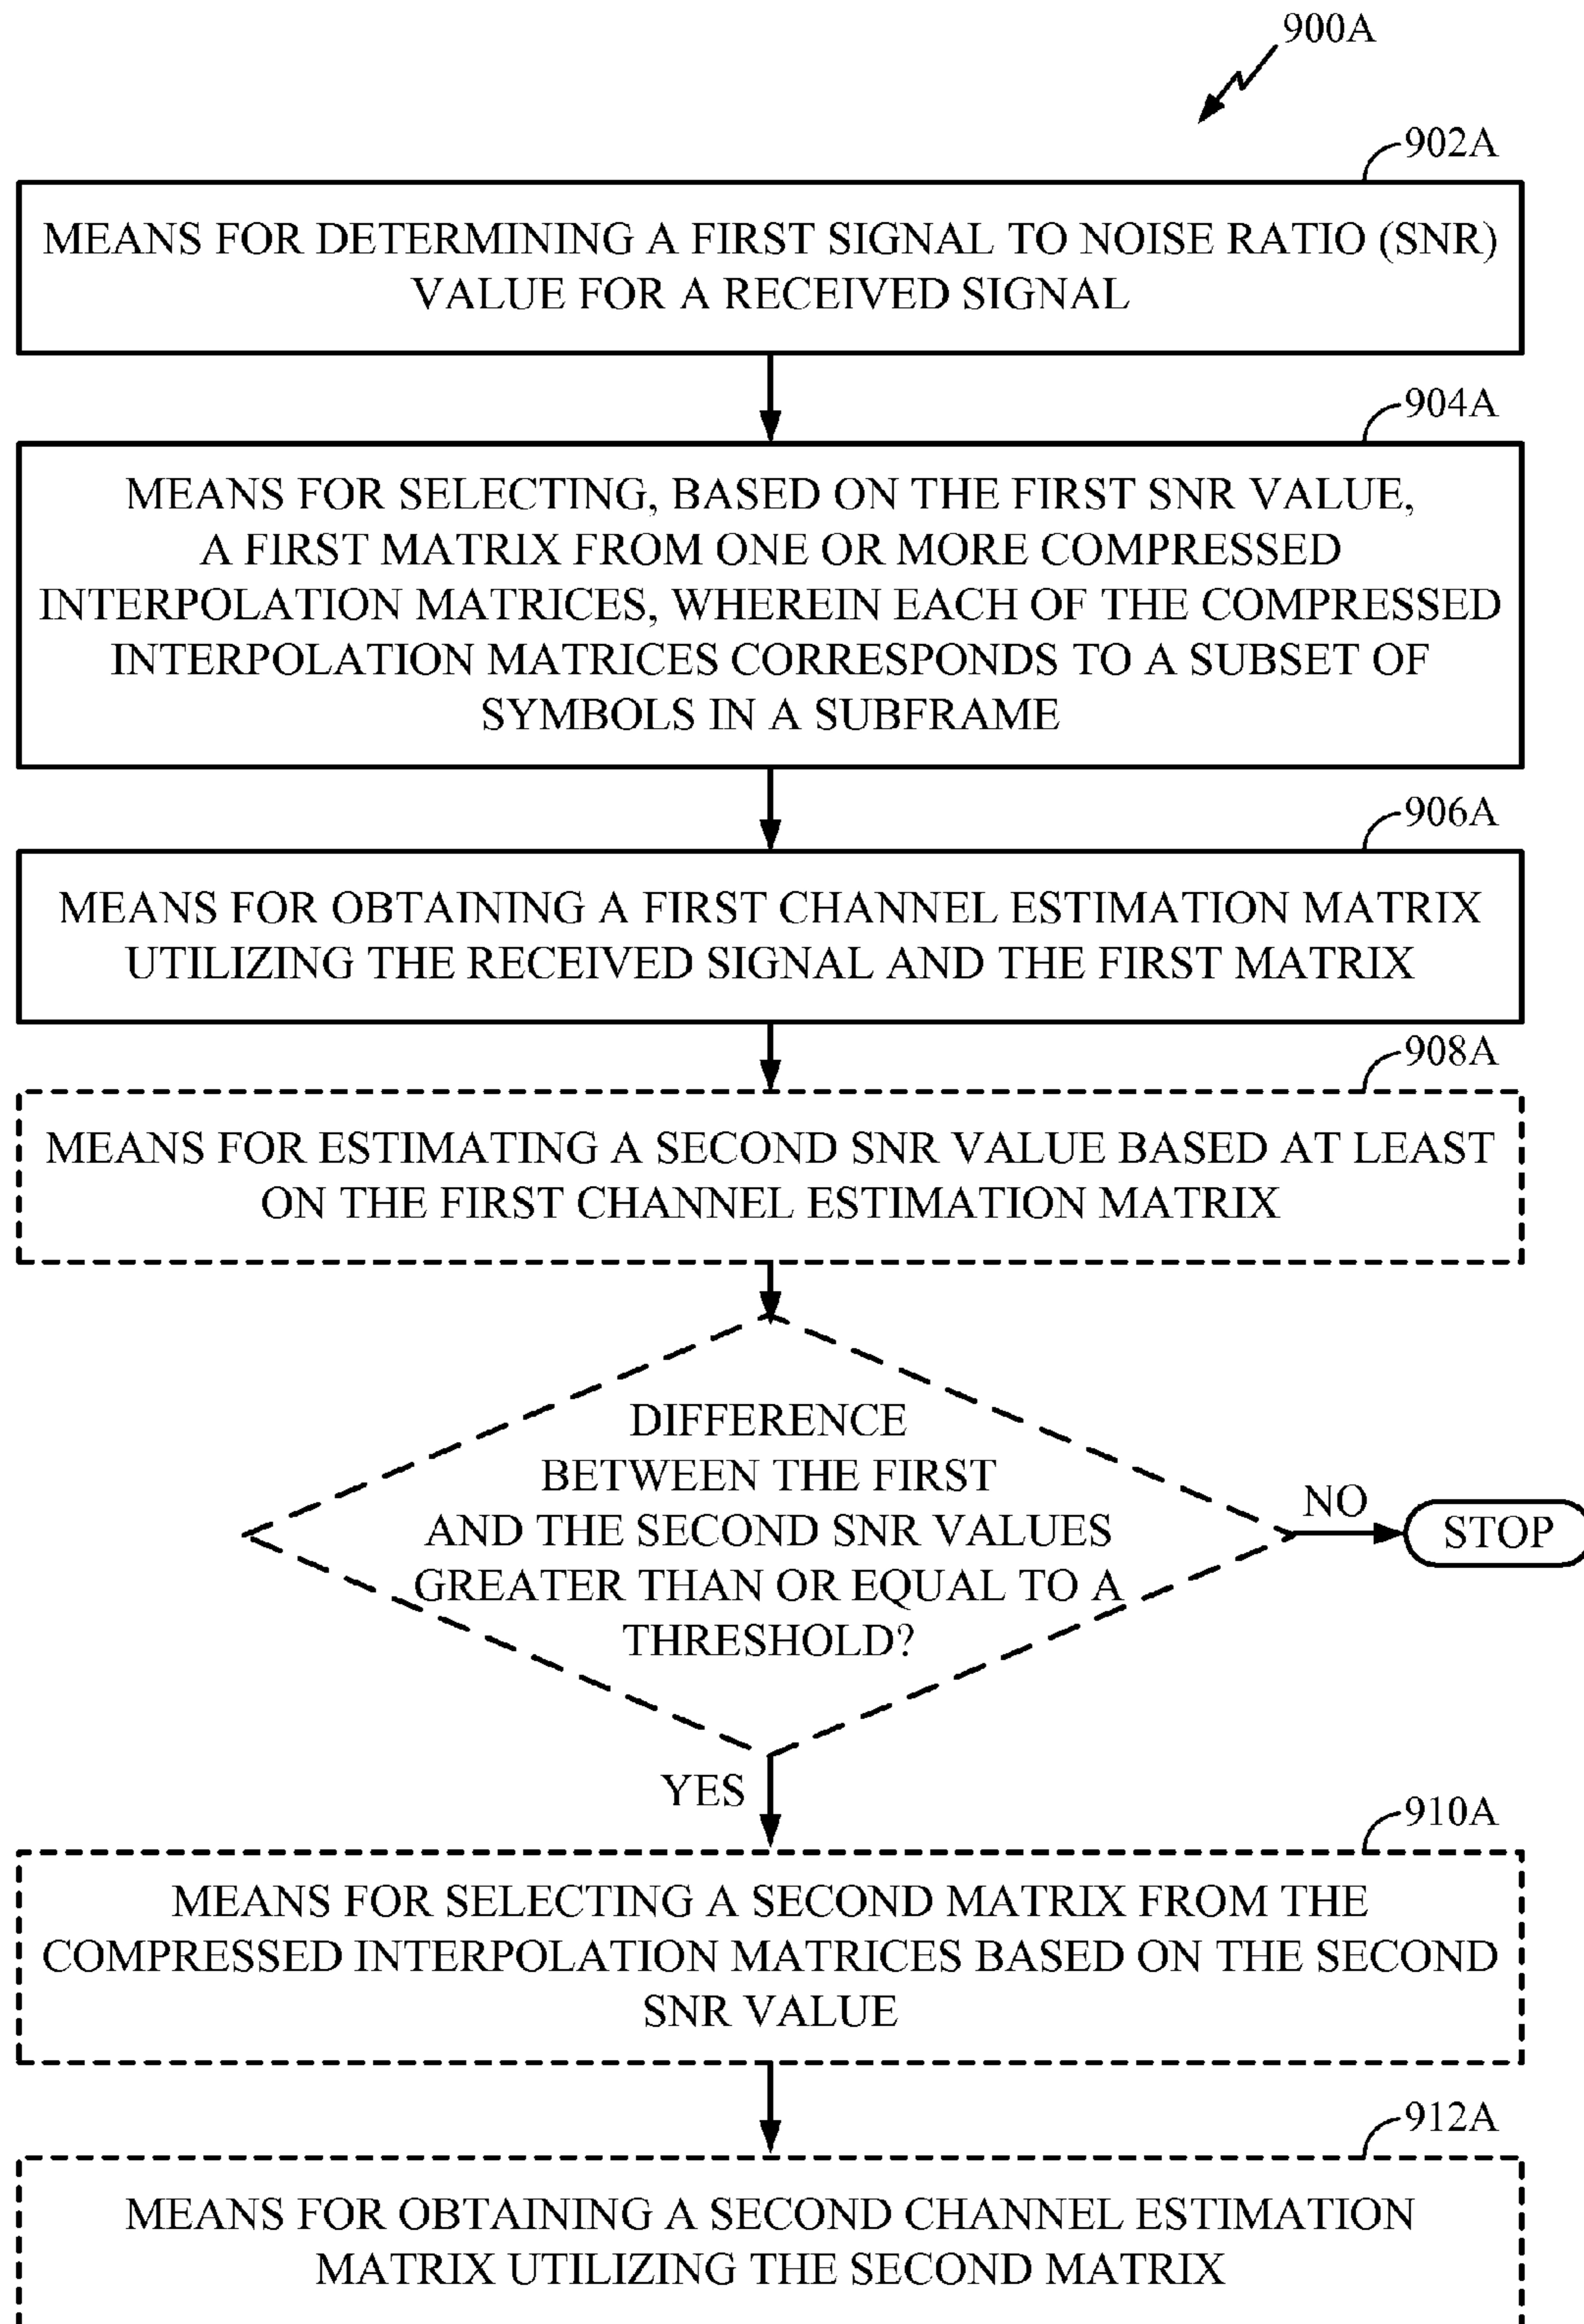 900A
902A
MEANS FOR DETERMINING A FIRST SIGNAL TO NOISE RATIO (SNR)
VALUE FOR A RECEIVED SIGNAL
904A
MEANS FOR SELECTING, BASED ON THE FIRST SNR VALUE,
A FIRST MATRIX FROM ONE OR MORE COMPRESSED
INTERPOLATION MATRICES, WHEREIN EACH OF THE COMPRESSED
INTERPOLATION MATRICES CORRESPONDS TO A SUBSET OF
SYMBOLS IN A SUBFRAME
906A
MEANS FOR OBTAINING A FIRST CHANNEL ESTIMATION MATRIX
UTILIZING THE RECEIVED SIGNAL AND THE FIRST MATRIX
908A
MEANS FOR ESTIMATING A SECOND SNR VALUE BASED AT LEAST
ON THE FIRST CHANNEL ESTIMATION MATRIX
DIFFERENCE
BETWEEN THE FIRST
AND THE SECOND SNR VALUES
GREATER THAN OR EQUAL TO A
THRESHOLD?
NO
STOP
YES
910A
MEANS FOR SELECTING A SECOND MATRIX FROM THE
COMPRESSED INTERPOLATION MATRICES BASED ON THE SECOND
SNR VALUE
912A
MEANS FOR OBTAINING A SECOND CHANNEL ESTIMATION
MATRIX UTILIZING THE SECOND MATRIX